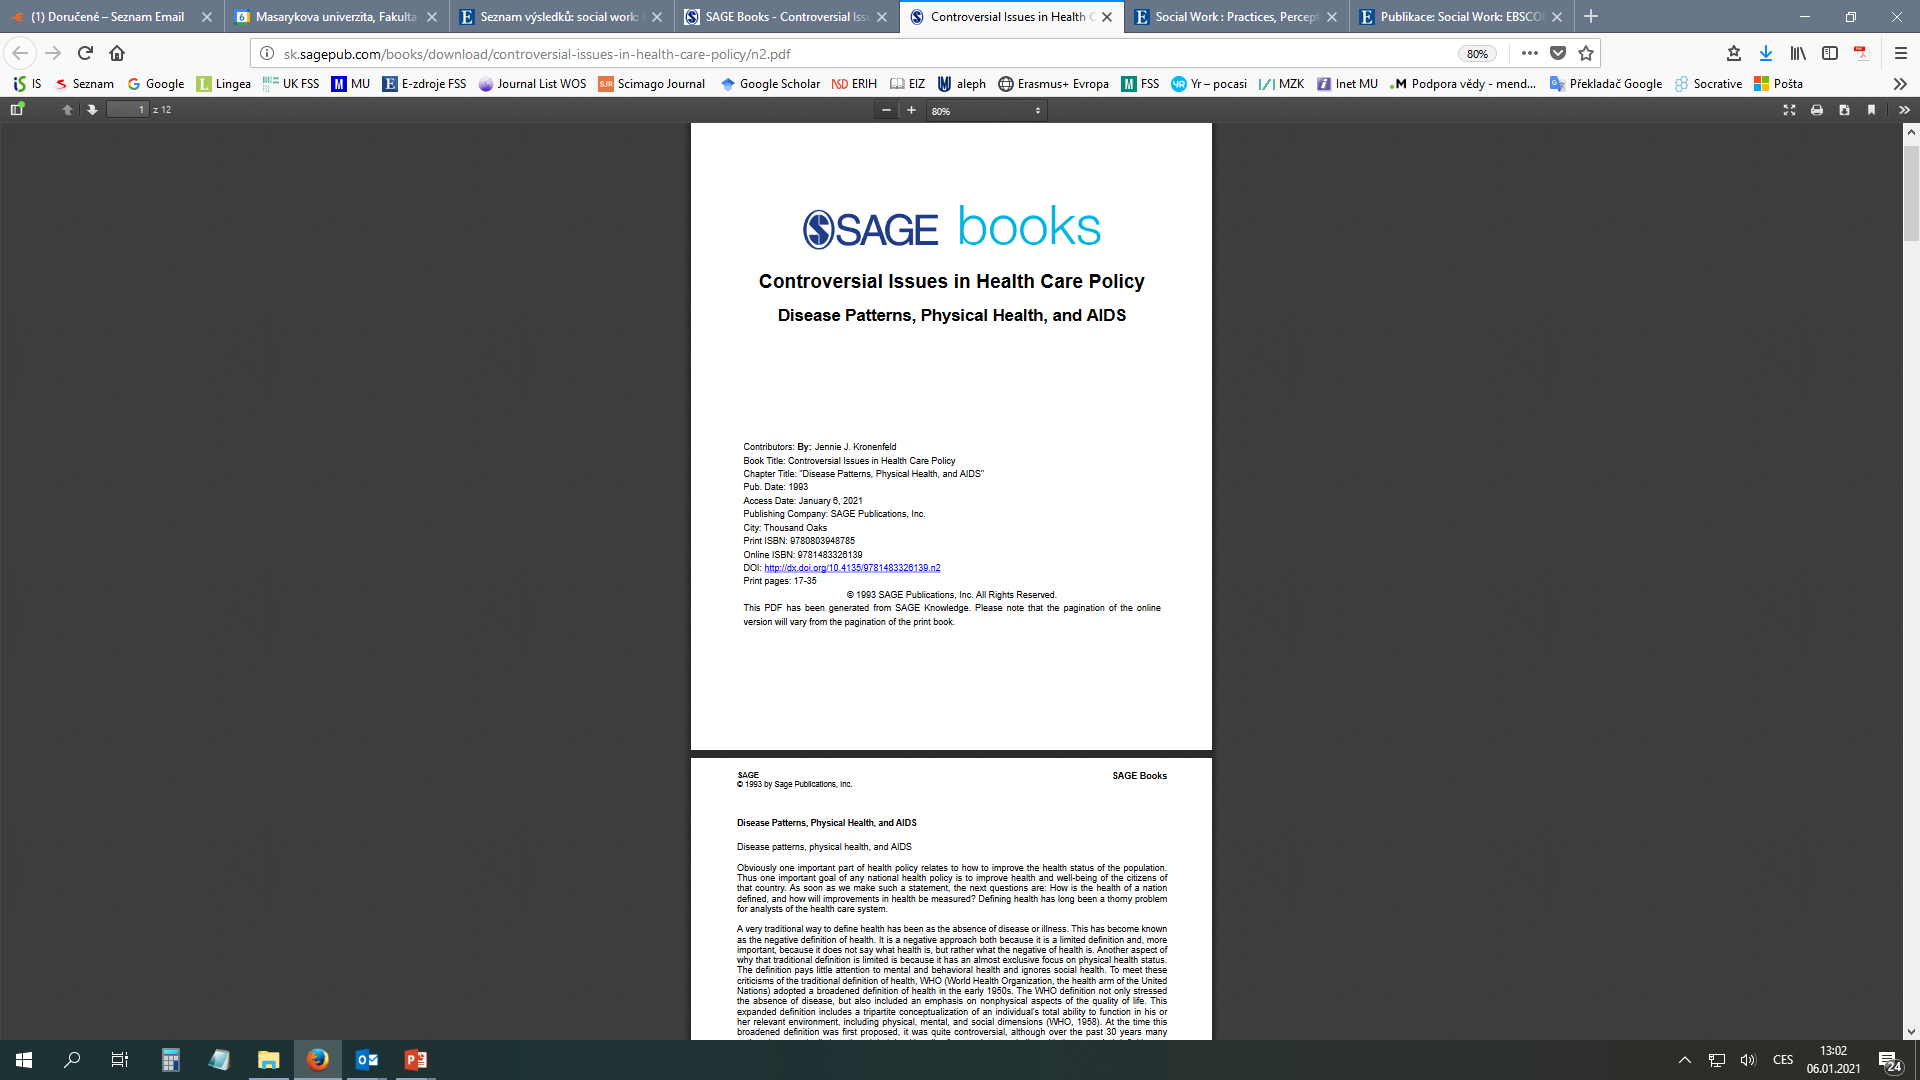 (1) Doručené – Seznam Email
Masarykova univerzita, Fakulta
Seznam výsledků: social work:
SAGE Books - Controversial Iss
Controversial Issues in Health C
Social Work : Practices, Percept
Publikace: Social Work: EBSCO
sk.sagepub.com/books/download/controversial-issues-in-health-care-policy/n2.pdf
80%
IS
Seznam
Google
Lingea
UK FSS
MU
E-zdroje FSS
Journal List WOS
Scimago Journal
Google Scholar
ERIH
EIZ
aleph
Erasmus+ Evropa
FSS
Yr – pocasi
MZK
Inet MU
Podpora vědy - mend...
Překladač Google
Socrative
Pošta
1 z 12
80%
SAGE books
Controversial Issues in Health Care Policy
Disease Patterns, Physical Health, and AIDS
Contributors: By: Jennie J. Kronenfeld
Book Title: Controversial Issues in Health Care Policy
Chapter Title: "Disease Patterns, Physical Health, and AIDS"
Pub. Date: 1993
Access Date: January 6, 2021
Publishing Company: SAGE Publications, Inc.
City: Thousand Oaks
Print ISBN: 9780803948785
Online ISBN: 9781483326139
DOI: http://dx.doi.org/10.4135/9781483326139.n2
Print pages: 17-35
© 1993 SAGE Publications, Inc. All Rights Reserved.
This PDF has been generated from SAGE Knowledge. Please note that the pagination of the online
version will vary from the pagination of the print book.
SAGE
© 1993 by Sage Publications, Inc.
SAGE Books
Disease Patterns, Physical Health, and AIDS
Disease patterns, physical health, and AIDS
Obviously one important part of health policy relates to how to improve the health status of the population.
Thus one important goal of any national health policy is to improve health and well-being of the citizens of
that country. As soon as we make such a statement, the next questions are: How is the health of a nation
defined, and how will improvements in health be measured? Defining health has long been a thorny problem
for analysts of the health care system.
A very traditional way to define health has been as the absence of disease or illness. This has become known
as the negative definition of health. It is a negative approach both because it is a limited definition and, more
important, because it does not say what health is, but rather what the negative of health is. Another aspect of
why that traditional definition is limited is because it has an almost exclusive focus on physical health status.
The definition pays little attention to mental and behavioral health and ignores social health. To meet these
criticisms of the traditional definition of health, WHO (World Health Organization, the health arm of the United
Nations) adopted a broadened definition of health in the early 1950s. The WHO definition not only stressed
the absence of disease, but also included an emphasis on nonphysical aspects of the quality of life. This
expanded definition includes a tripartite conceptualization of an individual's total ability to function in his or
her relevant environment, including physical, mental, and social dimensions (WHO, 1958). At the time this
broadened definition was first proposed, it was quite controversial, although over the past 30 years many
CES
13:02
06.01.2021
24